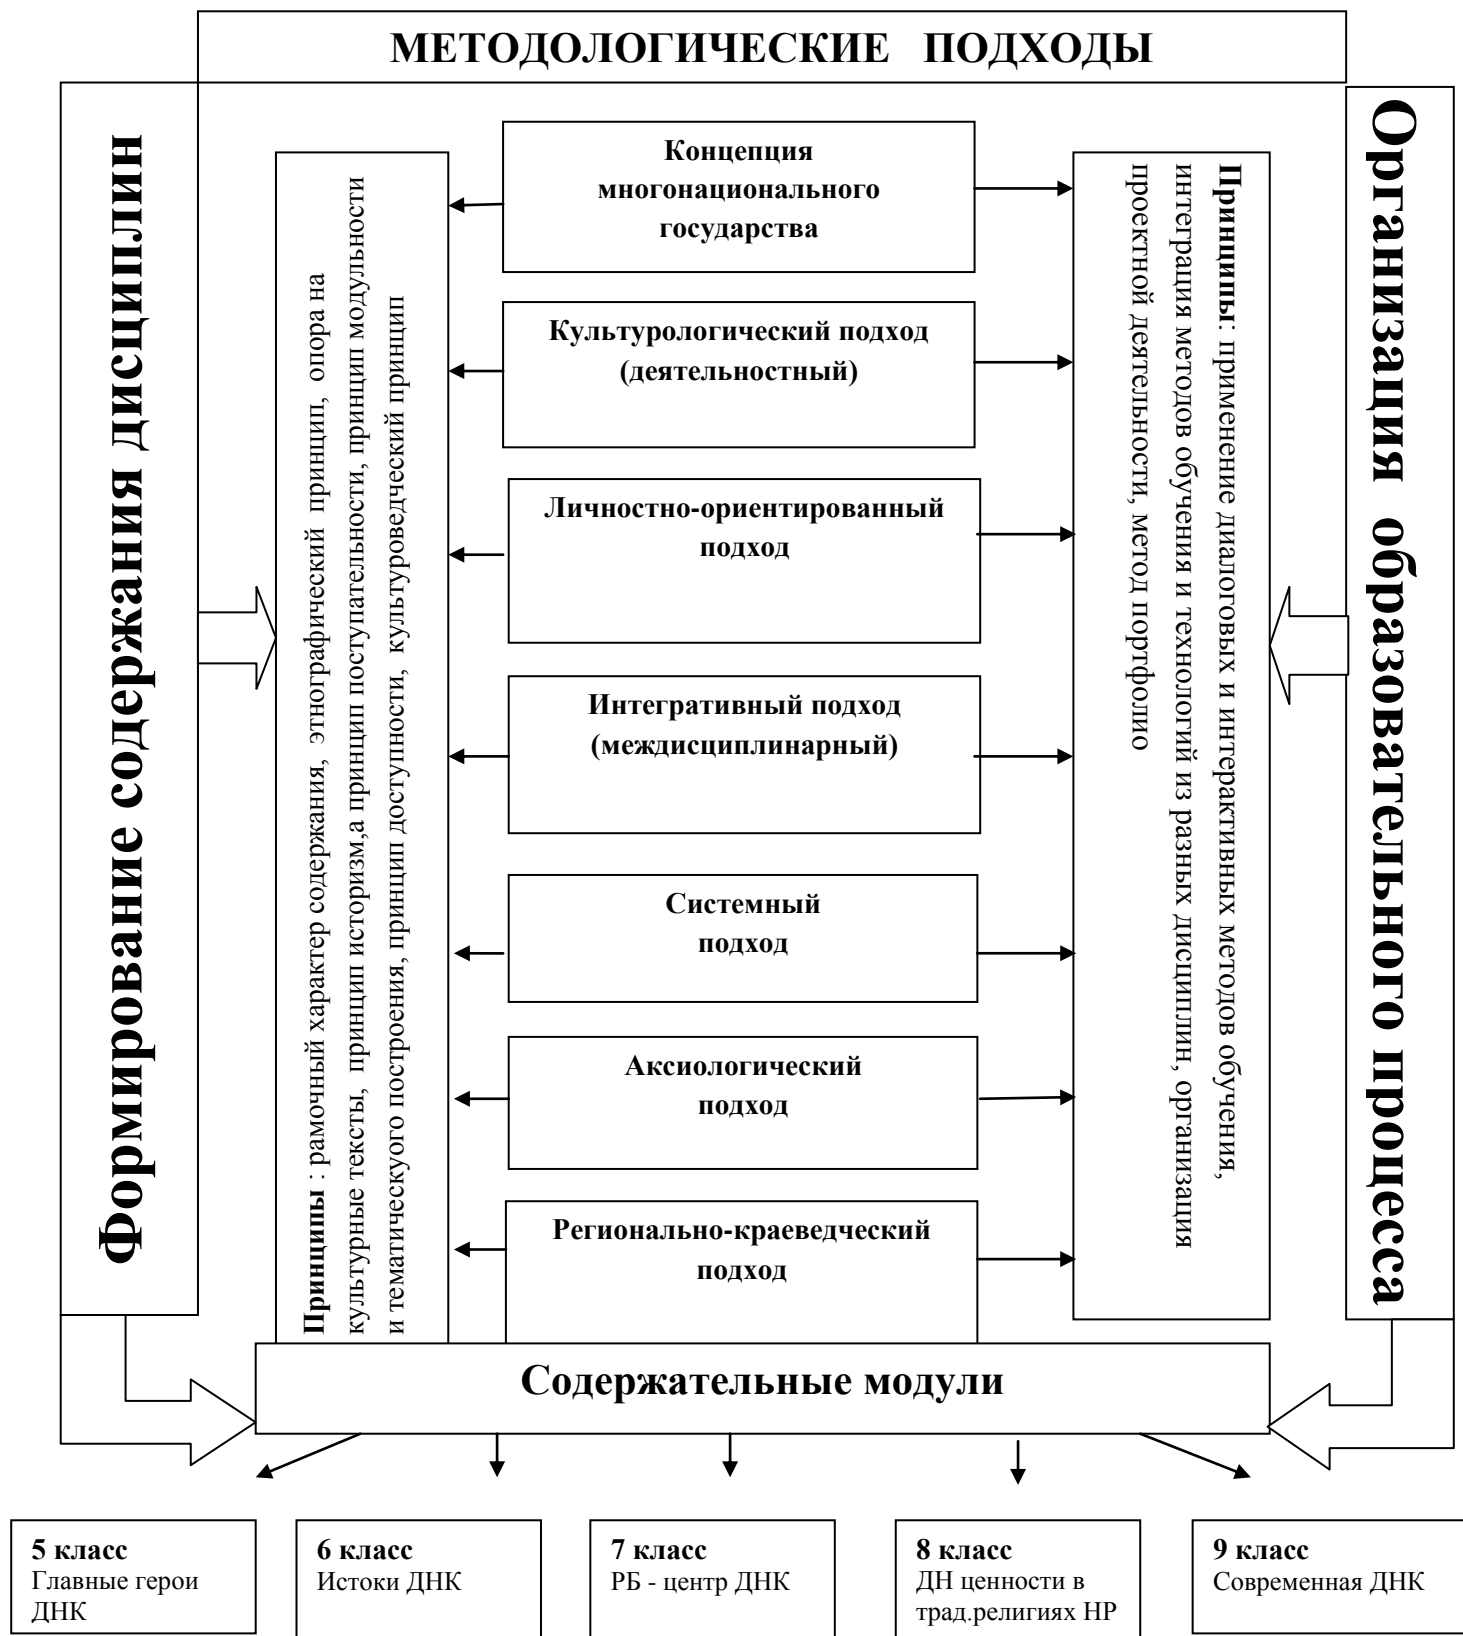 МЕТОДОЛОГИЧЕСКИЕ ПОДХОДЫ
Формирование содержания дисциплин
Принципы : рамочный характер содержания, этнографический принцип, опора на
культурные тексты, принцип историзм,а принцип поступательности, принцип модульности
и тематическуого построения, принцип доступности, культуроведческий принцип
Концепция
многонационального
государства
Культурологический подход
(деятельностный)
Личностно-ориентированный
подход
Интегративный подход
(междисциплинарный)
Системный
подход
Аксиологический
подход
Регионально-краеведческий
подход
Принципы: применение диалоговых и интерактивных методов обучения,
интеграция методов обучения и технологий из разных дисциплин, организация
проектной деятельности, метод портфолио
Организация образовательного процесса
Содержательные модули
5 класс
Главные герои
ДНК
6 класс
Истоки ДНК
7 класс
РБ - центр ДНК
8 класс
ДН ценности в
трад.религиях НР
9 класс
Современная ДНК